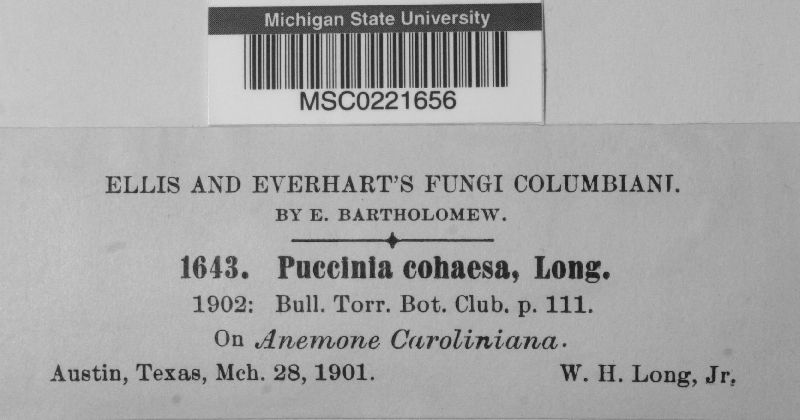 Michigan State University
MSC0221656
ELLIS AND EVERHART'S FUNGI COLUMBIANI.
BY E. BARTHOLOMEW.
1643. Puccinia cohaesa, Long.
1902: Bull. Torr. Bot. Club. p. 111.
On Anemone Caroliniana.
Austin, Texas, Mch. 28, 1901. W. H. Long, Jr.